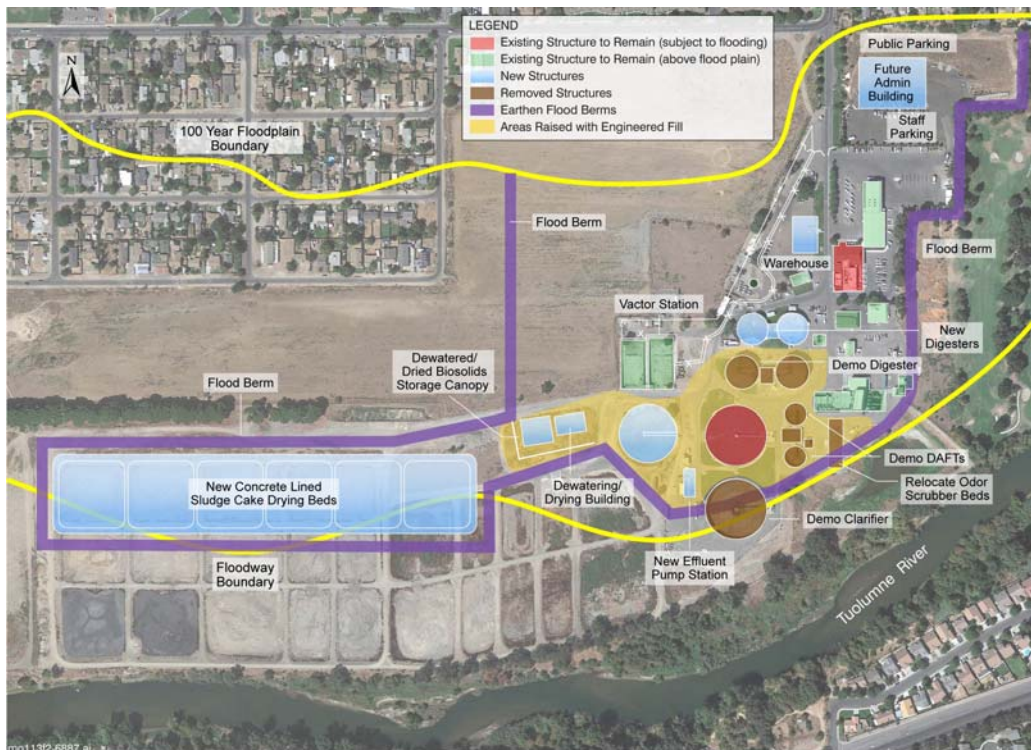 LEGEND
Existing Structure to Remain (subject to flooding)
Existing Structure to Remain (above flood plain)
New Structures
Removed Structures
Earthen Flood Berms
Areas Raised with Engineered Fill
N
Public Parking
Future
Admin
Building
Staff
Parking
100 Year Floodplain
Boundary
Flood Berm
Flood Berm
Warehouse
Vactor Station
New
Digesters
Dewatered/
Dried Biosolids
Storage Canopy
Demo Digester
Flood Berm
New Concrete Lined
Sludge Cake Drying Beds
Dewatering/
Drying Building
Demo DAFTs
Relocate Odor
Scrubber Beds
Demo Clarifier
Floodway
Boundary
New Effluent
Pump Station
Tuolumne River
mo113f2-6887.ai